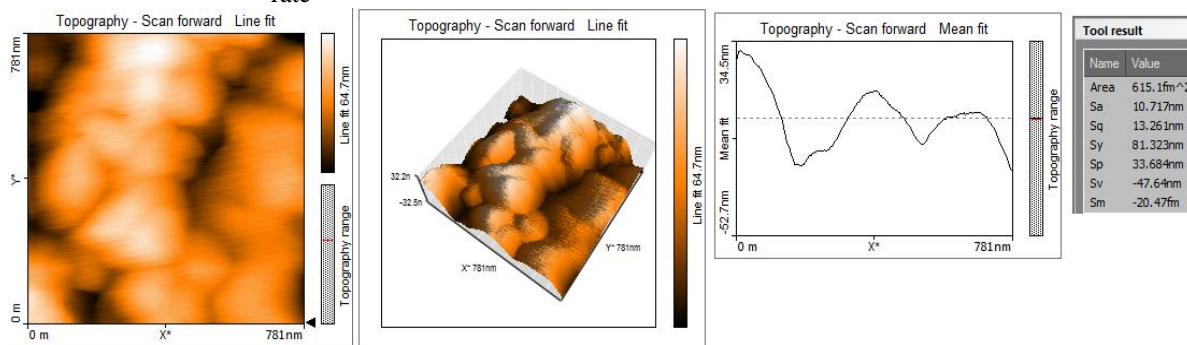 rate
Topography - Scan forward Line fit
781nm
Y*
0 m
0 m X* 781nm
Line fit 64.7nm
Topography range
Topography - Scan forward Line fit
32.2n
-32.5n
X* 781nm
Y* 781nm
Line fit 64.7nm
Topography - Scan forward Mean fit
34.5nm
Mean fit
-52.7nm
0 m X* 781nm
Topography range
Tool result
Name Value
Area 615.1fm^2
Sa 10.717nm
Sq 13.261nm
Sy 81.323nm
Sp 33.684nm
Sv -47.64nm
Sm -20.47fm